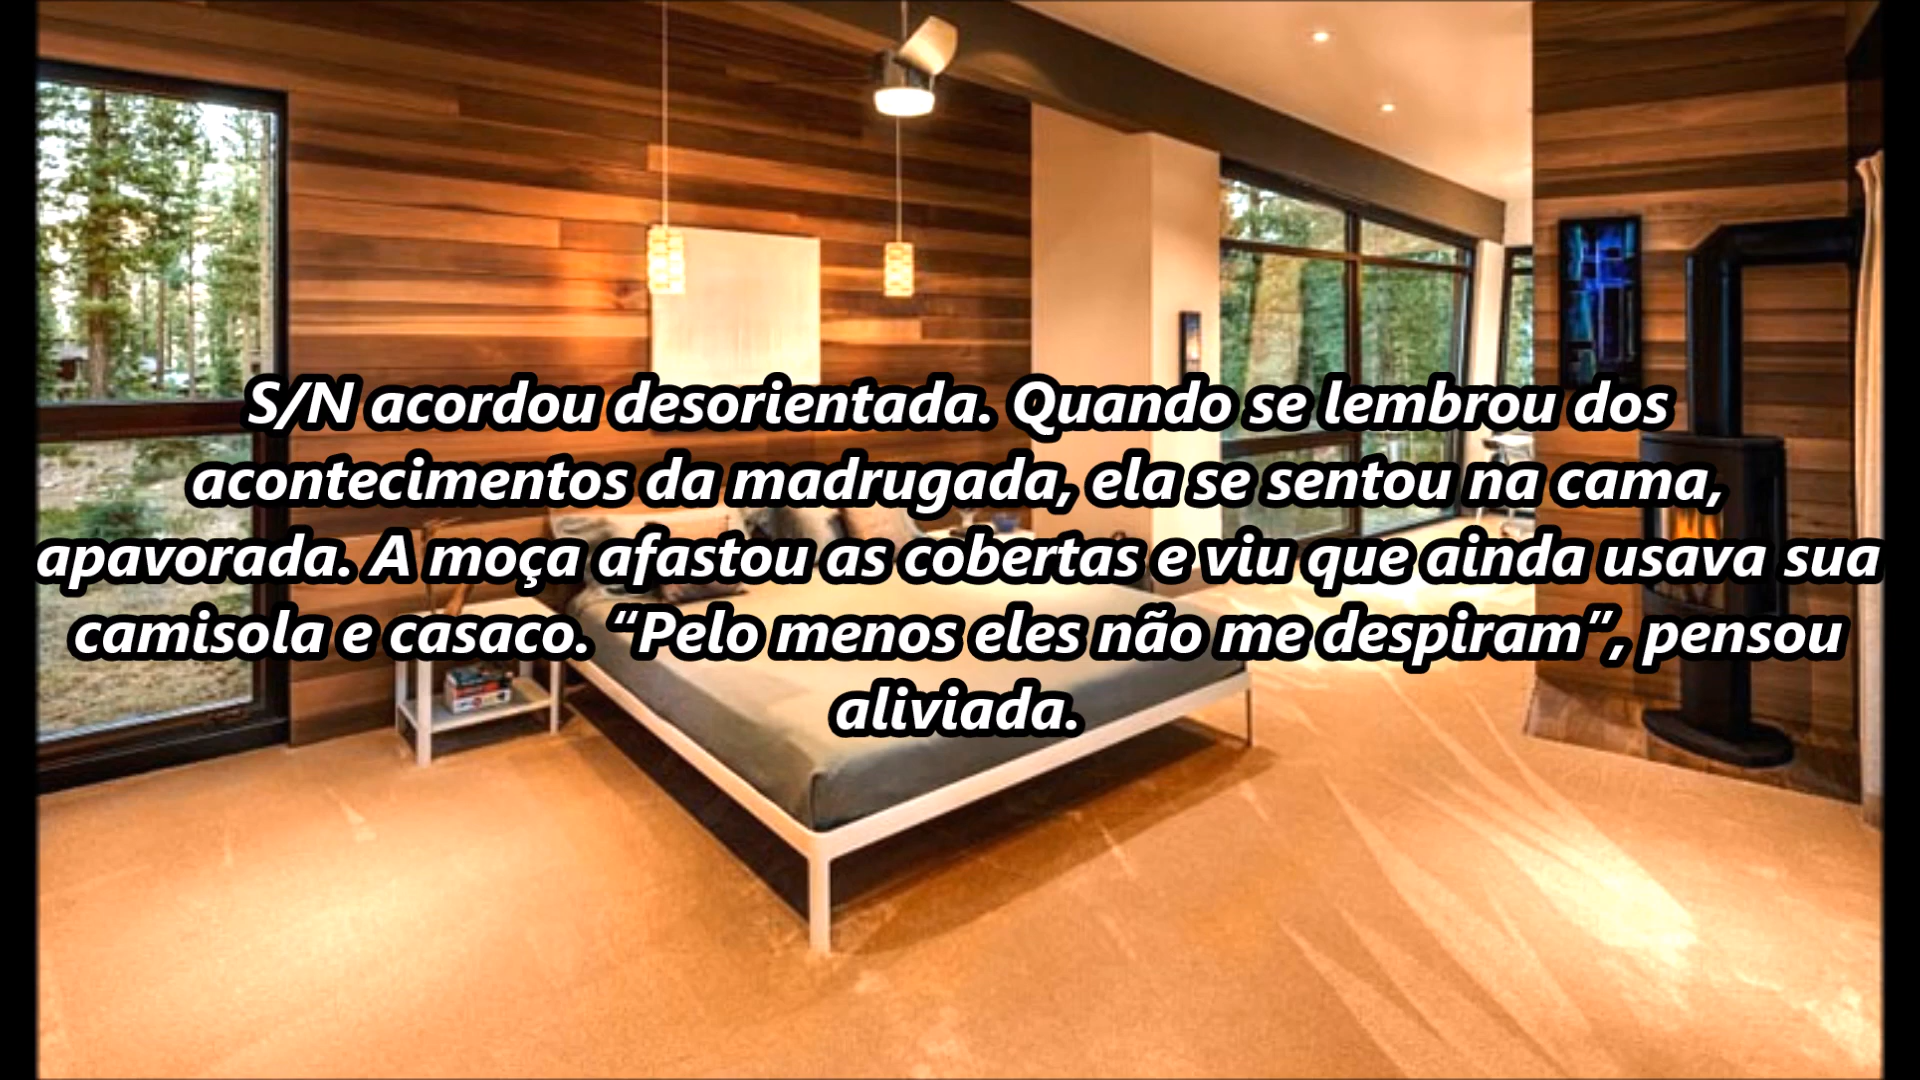 S/N acordou desorientada. Quando se lembrou dos
acontecimentos da madrugada, ela se sentou na cama,
apavorada. A moça afastou as cobertas e viu que ainda usava sua
camisola e casaco. “Pelo menos eles não me despiram”, pensou
aliviada.